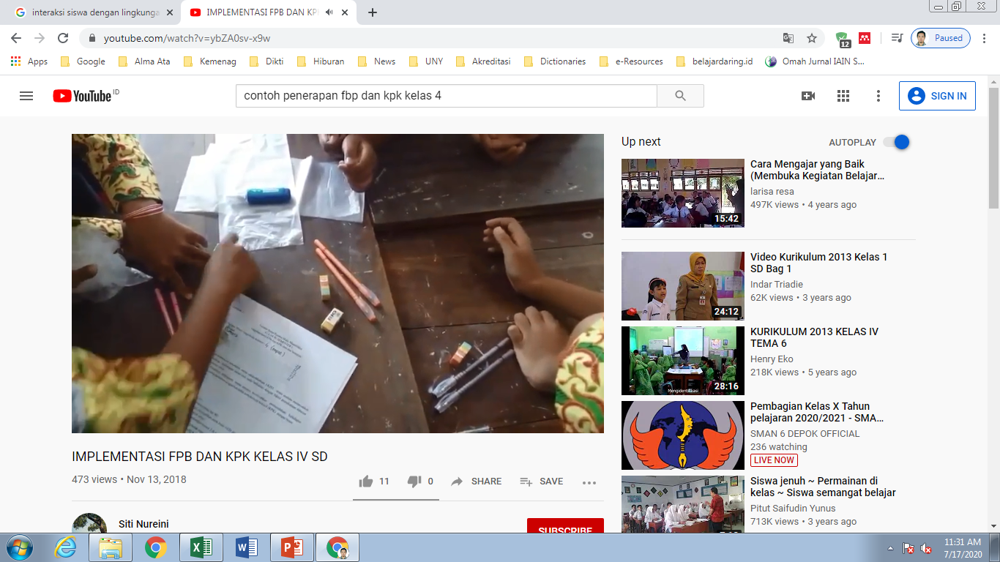 interaksi siswa dengan lingkunga
IMPLEMENTASI FPB DAN KP
youtube.com/watch?v=ybZA0sv-x9w
12
Paused
Apps
Google
Alma Ata
Kemenag
Dikti
Hiburan
News
UNY
Akreditasi
Dictionaries
e-Resources
belajardaring.id
Omah Jurnal IAIN S...
YouTube ID
contoh penerapan fbp dan kpk kelas 4
SIGN IN
IMPLEMENTASI FPB DAN KPK KELAS IV SD
473 views • Nov 13, 2018
11
0
SHARE
SAVE
Siti Nureini
SUBSCRIBE
Up next
AUTOPLAY
15:42
Cara Mengajar yang Baik
(Membuka Kegiatan Belajar...
larisa resa
497K views • 4 years ago
24:12
Video Kurikulum 2013 Kelas 1
SD Bag 1
Indar Triadie
62K views • 3 years ago
Mengidentifikasi
28:16
KURIKULUM 2013 KELAS IV
TEMA 6
Henry Eko
218K views • 5 years ago
Pembagian Kelas X Tahun
pelajaran 2020/2021 - SMA...
SMAN 6 DEPOK OFFICIAL
236 watching
LIVE NOW
Siswa jenuh ~ Permainan di
kelas ~ Siswa semangat belajar
Pitut Saifudin Yunus
713K views • 3 years ago
11:31 AM
7/17/2020